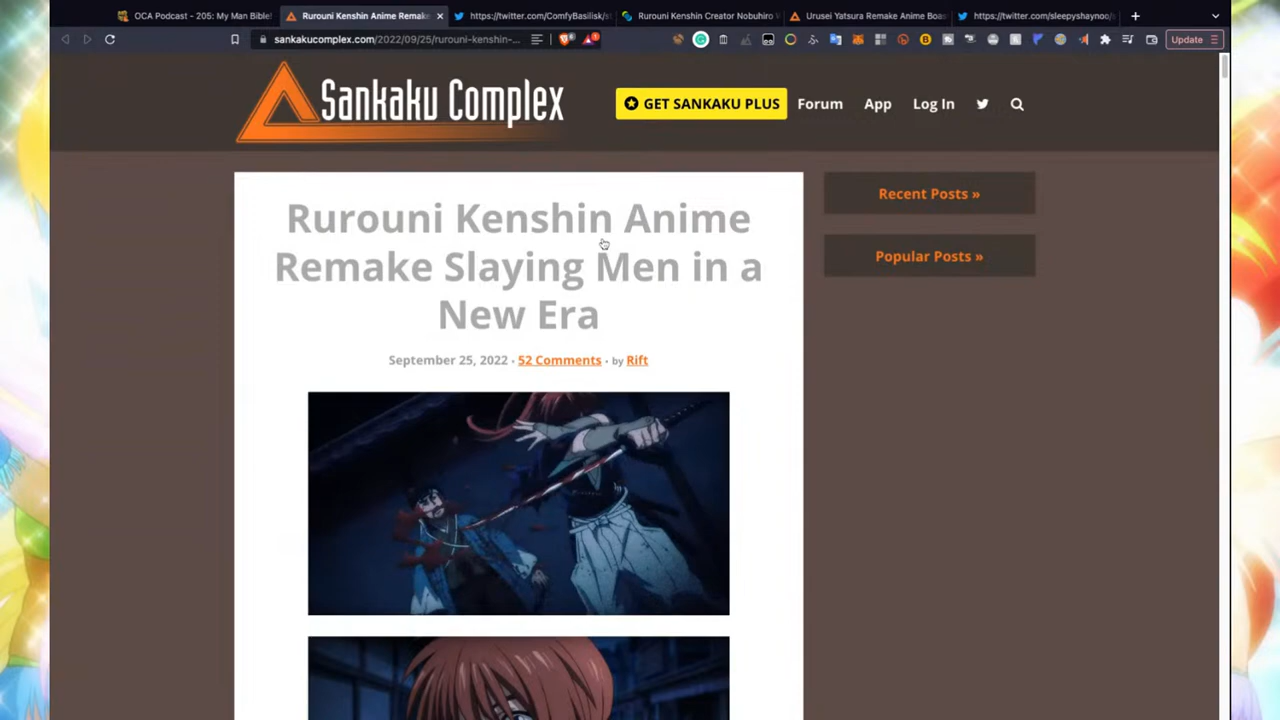 OCA Podcast - 205: My Man Bible!
Rurouni Kenshin Anime Remake
https://twitter.com/ComfyBasilisk/st
Rurouni Kenshin Creator Nobuhiro W
Urusei Yatsura Remake Anime Boas
https://twitter.com/sleepyshaynoo/s
sankakucomplex.com/2022/09/25/rurouni-kenshin-...
Update
Sankaku Complex
GET SANKAKU PLUS
Forum
App
Log In
Rurouni Kenshin Anime
Remake Slaying Men in a
New Era
September 25, 2022 · 52 Comments · by Rift
Recent Posts »
Popular Posts »